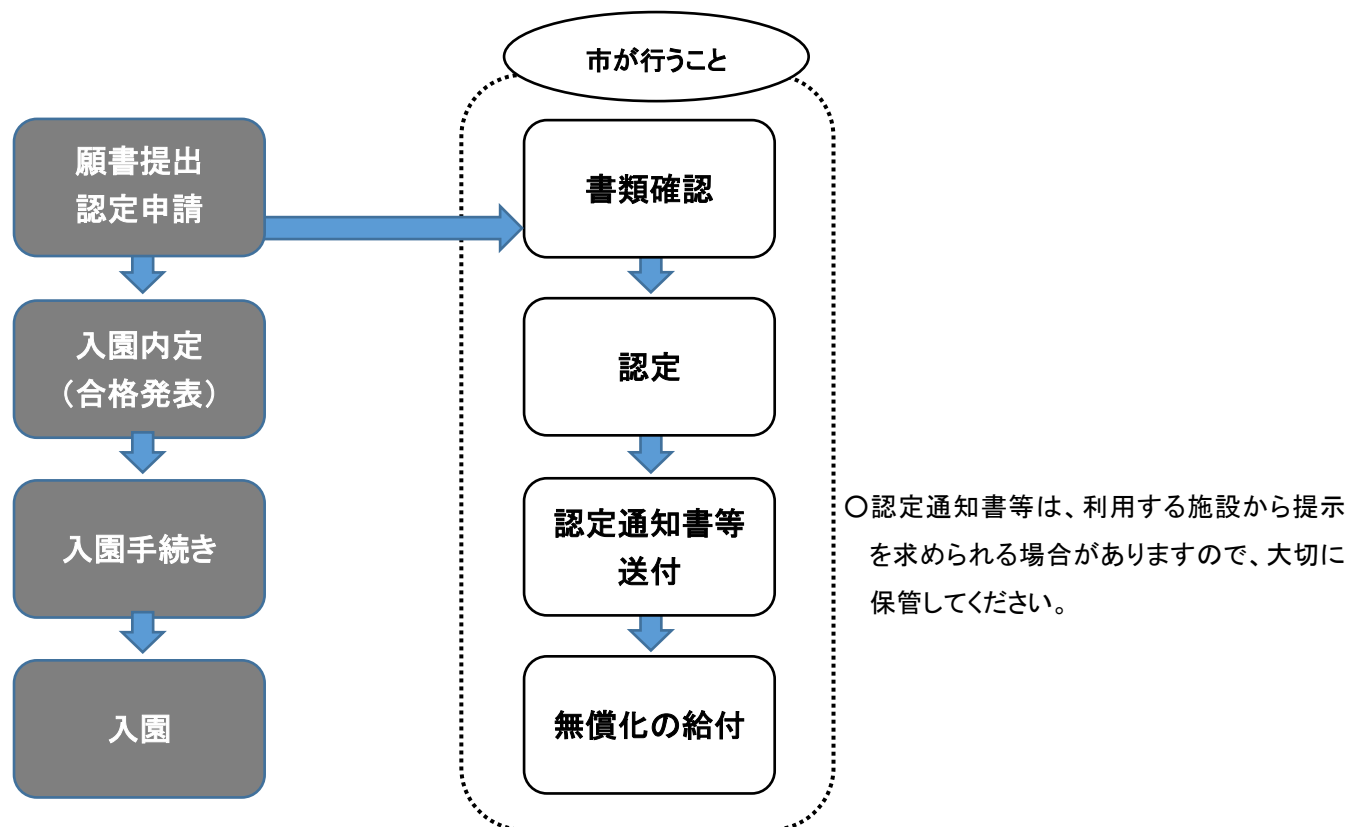 市が行うこと
願書提出
認定申請
入園内定
（合格発表）
入園手続き
入園
書類確認
認定
認定通知書等
送付
無償化の給付
〇認定通知書等は、利用する施設から提示
を求められる場合がありますので、大切に
保管してください。